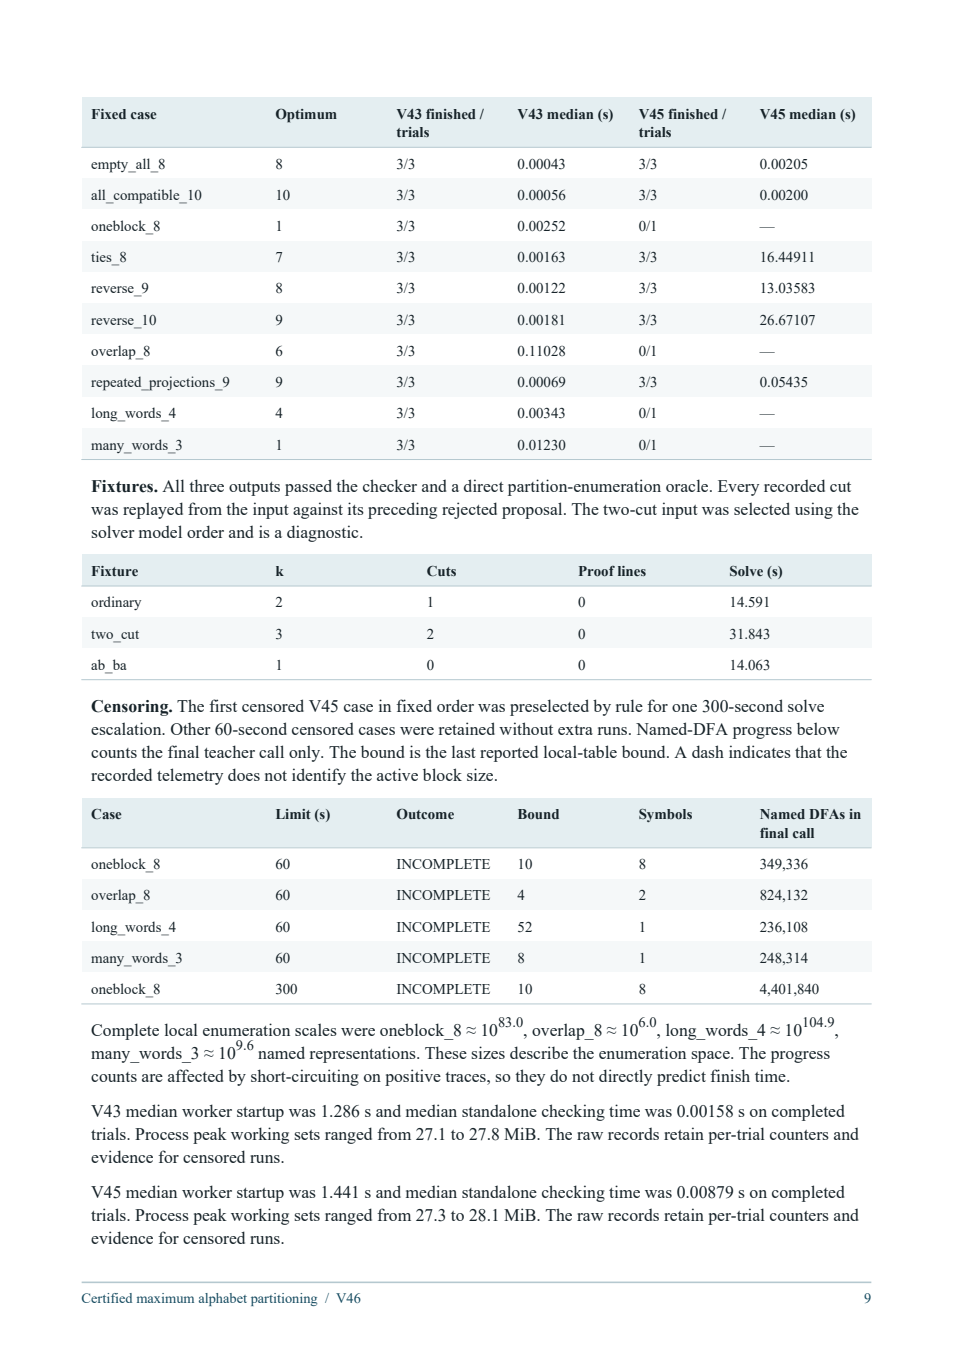 Fixed case Optimum V43 finished / trials V43 median (s) V45 finished / trials V45 median (s)
empty_all_8 8 3/3 0.00043 3/3 0.00205
all_compatible_10 10 3/3 0.00056 3/3 0.00200
oneblock_8 1 3/3 0.00252 0/1 —
ties_8 7 3/3 0.00163 3/3 16.44911
reverse_9 8 3/3 0.00122 3/3 13.03583
reverse_10 9 3/3 0.00181 3/3 26.67107
overlap_8 6 3/3 0.11028 0/1 —
repeated_projections_9 9 3/3 0.00069 3/3 0.05435
long_words_4 4 3/3 0.00343 0/1 —
many_words_3 1 3/3 0.01230 0/1 —
Fixtures. All three outputs passed the checker and a direct partition-enumeration oracle. Every recorded cut
was replayed from the input against its preceding rejected proposal. The two-cut input was selected using the
solver model order and is a diagnostic.
Fixture k Cuts Proof lines Solve (s)
ordinary 2 1 0 14.591
two_cut 3 2 0 31.843
ab_ba 1 0 0 14.063
Censoring. The first censored V45 case in fixed order was preselected by rule for one 300-second solve
escalation. Other 60-second censored cases were retained without extra runs. Named-DFA progress below
counts the final teacher call only. The bound is the last reported local-table bound. A dash indicates that the
recorded telemetry does not identify the active block size.
Case Limit (s) Outcome Bound Symbols Named DFAs in final call
oneblock_8 60 INCOMPLETE 10 8 349,336
overlap_8 60 INCOMPLETE 4 2 824,132
long_words_4 60 INCOMPLETE 52 1 236,108
many_words_3 60 INCOMPLETE 8 1 248,314
oneblock_8 300 INCOMPLETE 10 8 4,401,840
Complete local enumeration scales were oneblock_8 ≈ 10^83.0, overlap_8 ≈ 10^6.0, long_words_4 ≈ 10^104.9,
many_words_3 ≈ 10^9.6 named representations. These sizes describe the enumeration space. The progress
counts are affected by short-circuiting on positive traces, so they do not directly predict finish time.
V43 median worker startup was 1.286 s and median standalone checking time was 0.00158 s on completed
trials. Process peak working sets ranged from 27.1 to 27.8 MiB. The raw records retain per-trial counters and
evidence for censored runs.
V45 median worker startup was 1.441 s and median standalone checking time was 0.00879 s on completed
trials. Process peak working sets ranged from 27.3 to 28.1 MiB. The raw records retain per-trial counters and
evidence for censored runs.
Certified maximum alphabet partitioning / V46 9